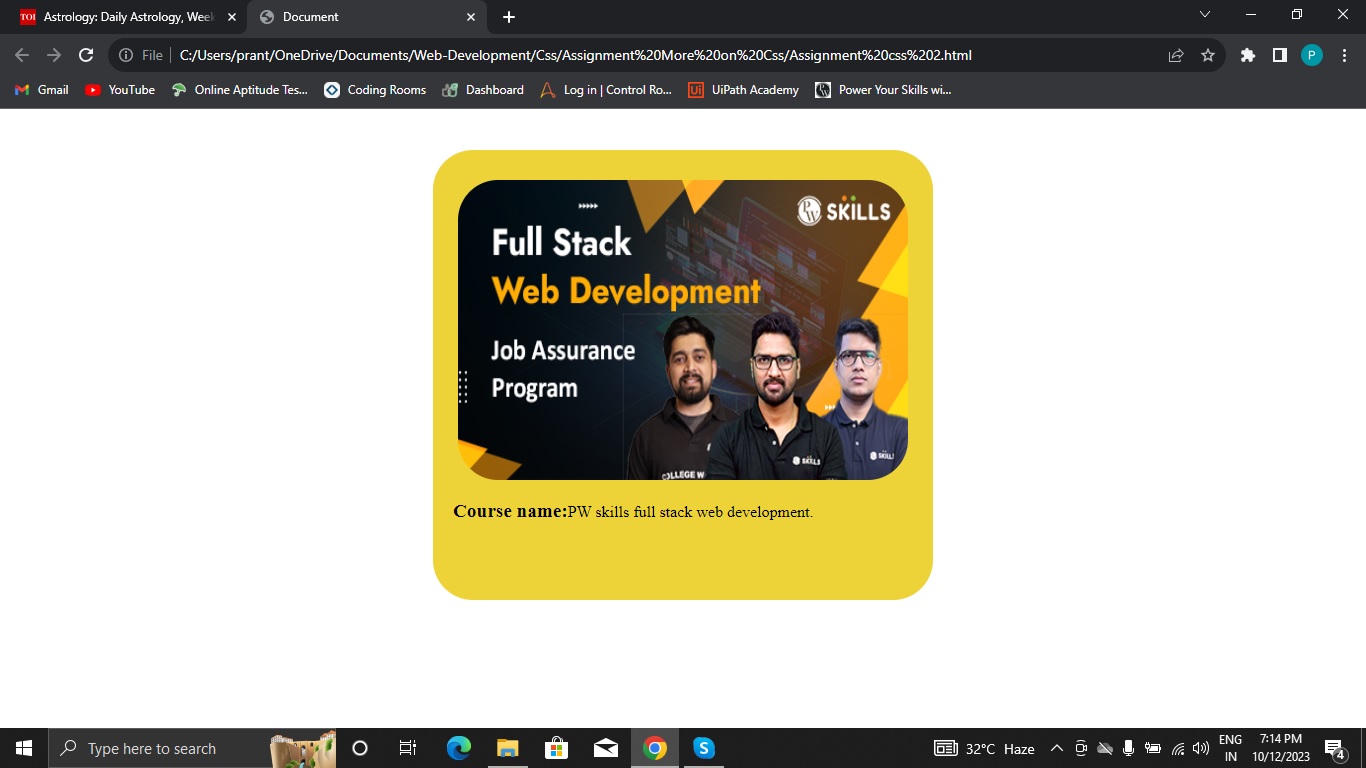 TOI Astrology: Daily Astrology, Week
Document
File C:/Users/prant/OneDrive/Documents/Web-Development/Css/Assignment%20More%20on%20Css/Assignment%20css%202.html
P
Gmail YouTube Online Aptitude Tes... Coding Rooms Dashboard Log in | Control Ro... UiPath Academy Power Your Skills wi...
PW SKILLS
Full Stack
Web Development
Job Assurance
Program
COLLEGE W
SKILLS
SKILL
Course name:PW skills full stack web development.
Type here to search
32°C Haze
ENG
IN
7:14 PM
10/12/2023
4